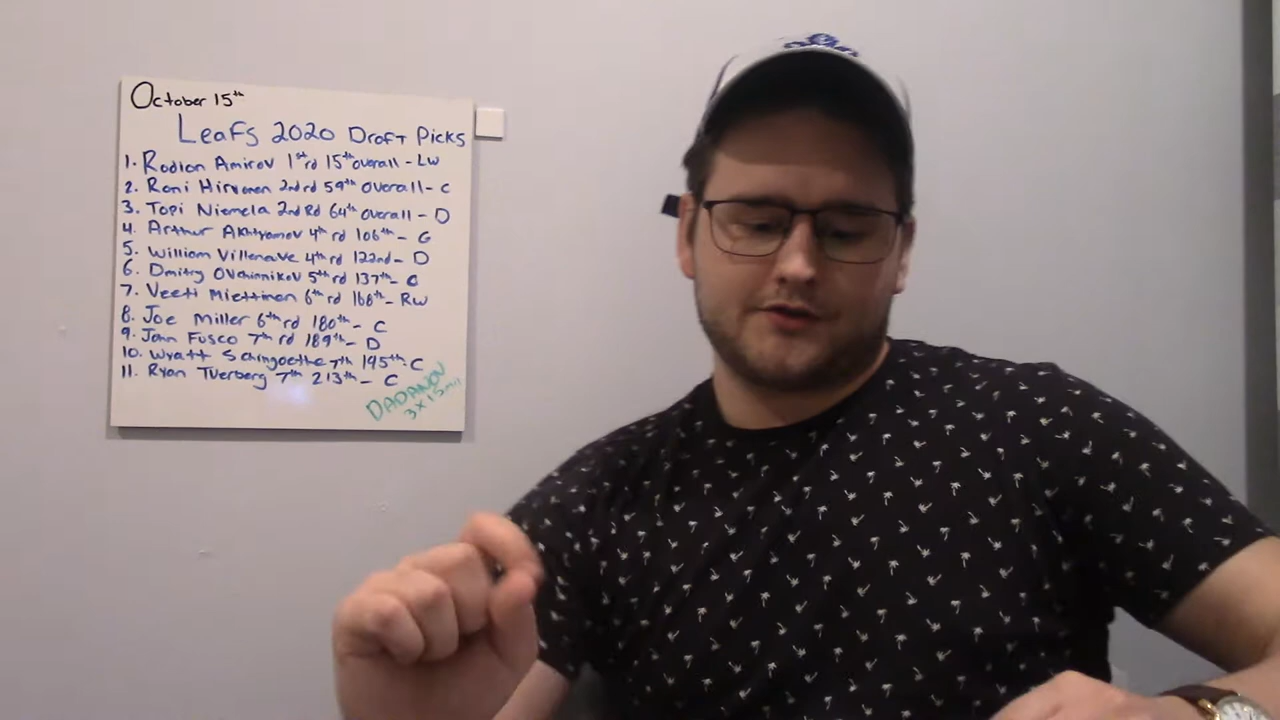 October 15th
Leafs 2020 Draft Picks
1. Rodion Amirov 1st rd 15th overall - LW
2. Roni Hirvonen 2nd rd 59th overall - C
3. Topi Niemela 2nd Rd 64th overall - D
4. Arthur Akhtyamov 4th rd 106th - G
5. William Villeneuve 4th rd 122nd - D
6. Dmitry Ovchinnikov 5th rd 137th - C
7. Veeti Miettinen 6th rd 168th - RW
8. Joe Miller 6th rd 180th - C
9. John Fusco 7th rd 189th - D
10. Wyatt Schingoethe 7th 195th - C
11. Ryan Tverberg 7th 213th - C
DADANOV
3x15mil